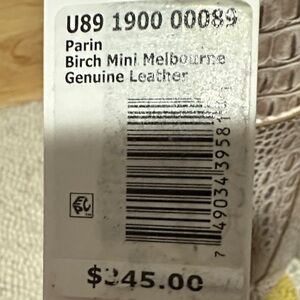 U89 1900 00089
Parin
Birch Mini Melbourne
Genuine Leather
$345.00